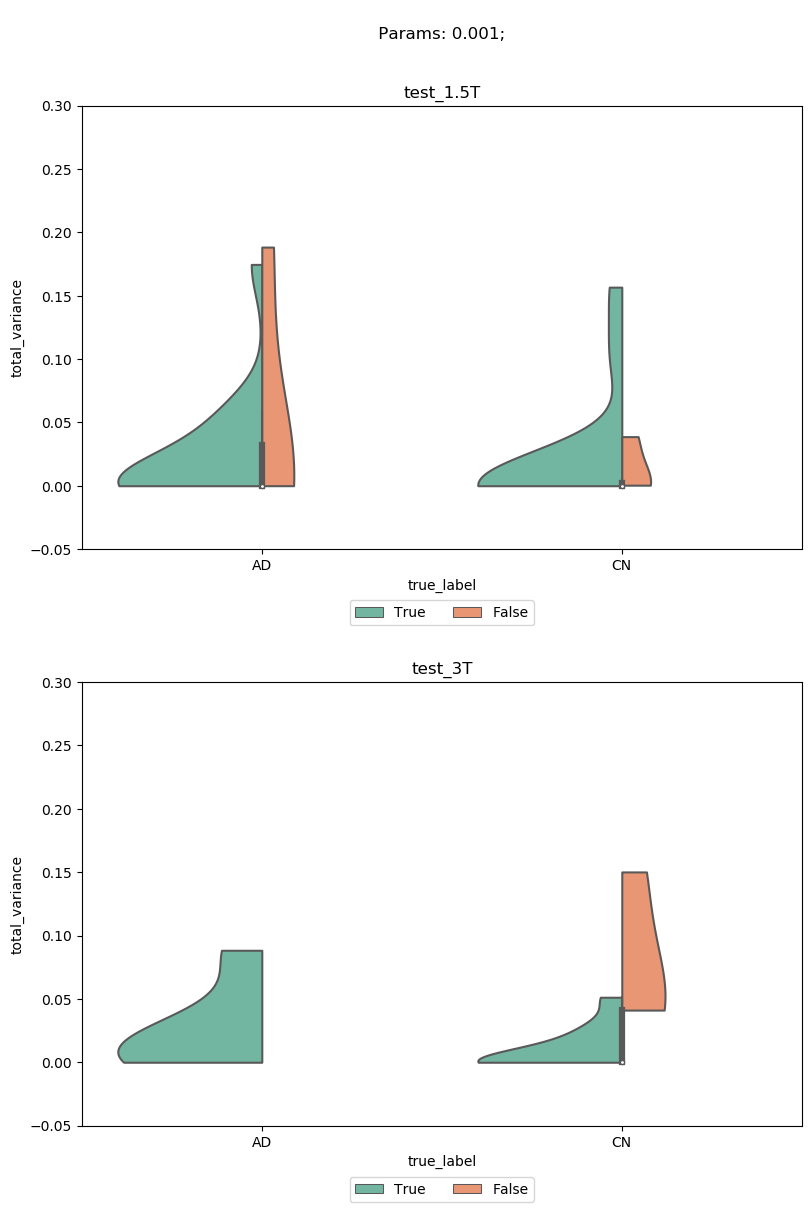 Params: 0.001;
test_1.5T
0.30
0.25
0.20
0.15
0.10
0.05
0.00
−0.05
total_variance
AD CN
true_label
True False
test_3T
0.30
0.25
0.20
0.15
0.10
0.05
0.00
−0.05
total_variance
AD CN
true_label
True False